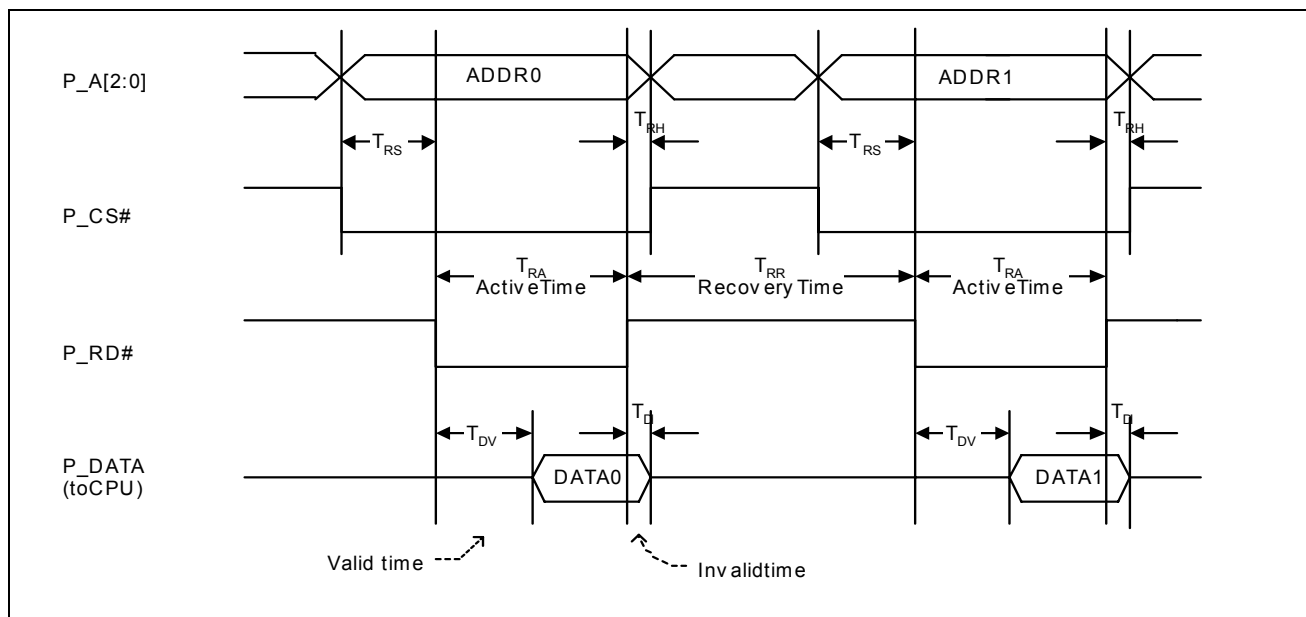 P_A[2:0]
ADDR0
ADDR1
TRS
TRH
TRS
TRH
P_CS#
TRA
ActiveTime
TRR
RecoveryTime
TRA
ActiveTime
P_RD#
TDV
TDI
TDV
TDI
P_DATA
(toCPU)
DATA0
DATA1
Valid time
Invalidtime